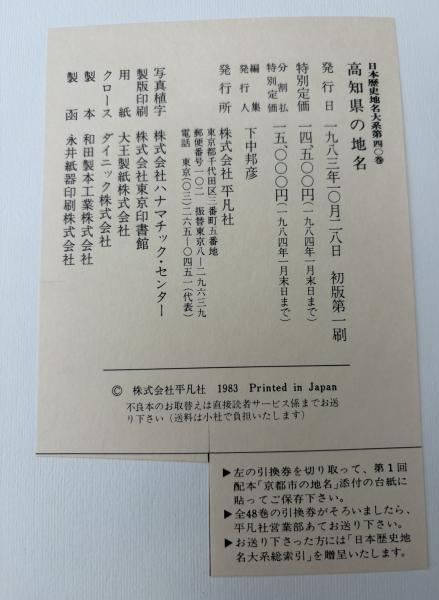 日本歴史地名大系第四〇巻
高知県の地名
発行日 一九八三年一〇月二八日 初版第一刷
特別定価 一四、五〇〇円(一九八四年一月末日まで)
分割払
特別定価 一五、〇〇〇円(一九八四年一月末日まで)
編集
発行人 下中邦彦
発行所 株式会社 平凡社
東京都千代田区三番町五番地
郵便番号一〇二 振替東京八—二九六三九
電話 東京(〇三)二六五—〇四五一(代表)
写真植字 株式会社ハナマチック・センター
製版印刷 株式会社東京印書館
用紙 大王製紙株式会社
クロース ダイニック株式会社
製本 和田製本工業株式会社
製函 永井紙器印刷株式会社
© 株式会社平凡社 1983 Printed in Japan
不良本のお取替えは直接読者サービス係までお送
り下さい(送料は小社で負担いたします)
▶左の引換券を切り取って、第1回
配本「京都市の地名」添付の台紙に
貼ってご保存下さい。
▶全48巻の引換券がそろいましたら、
平凡社営業部あてお送り下さい。
▶お送り下さった方には「日本歴史地
名大系総索引」を贈呈いたします。